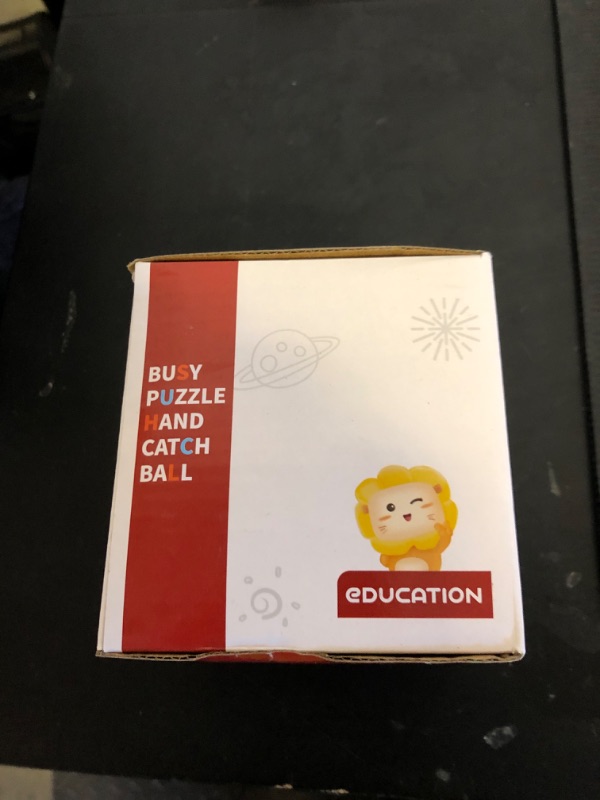 BUSY
PUZZLE
HAND
CATCH
BALL
eDUCATION